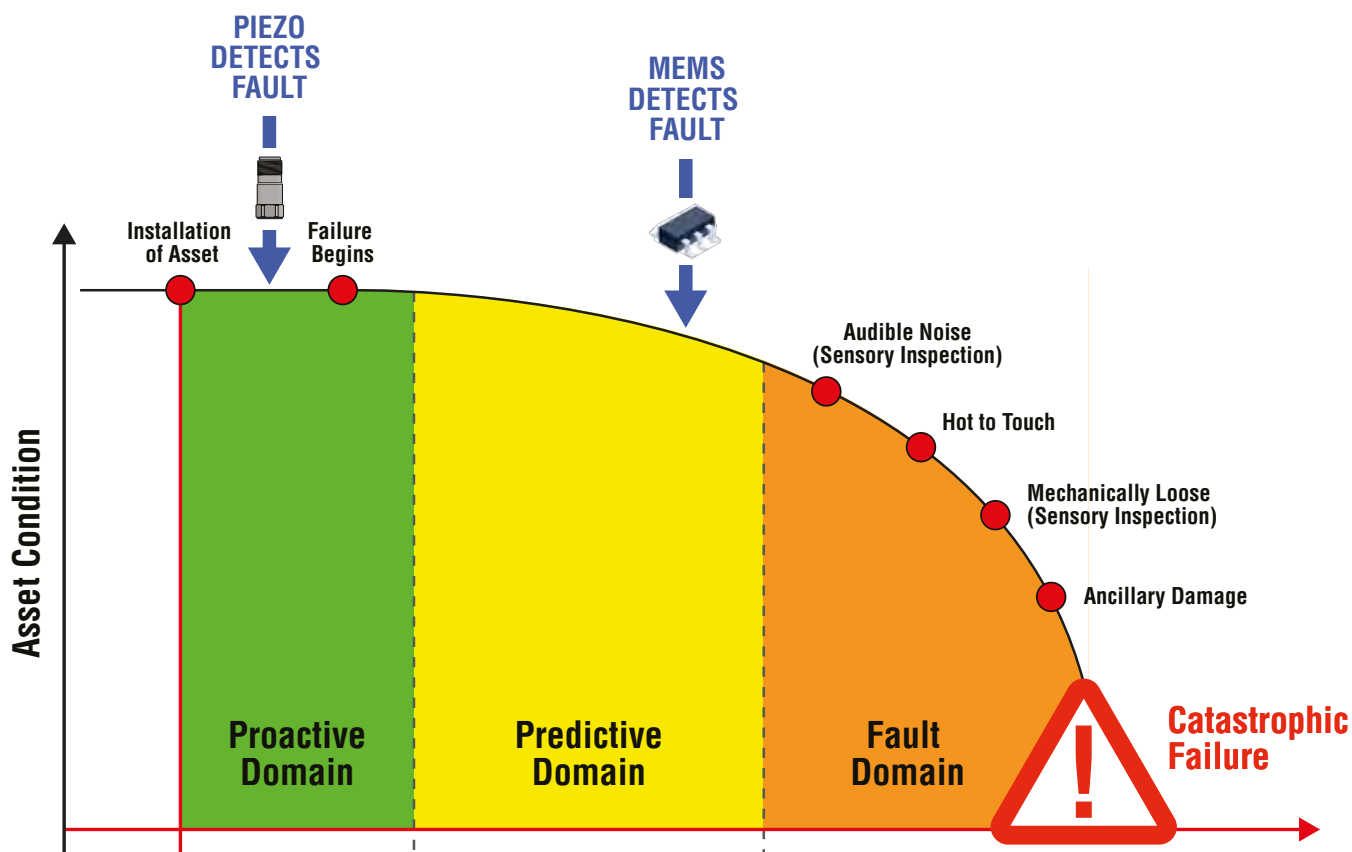 PIEZO
DETECTS
FAULT
MEMS
DETECTS
FAULT
Installation
of Asset
Failure
Begins
Audible Noise
(Sensory Inspection)
Hot to Touch
Mechanically Loose
(Sensory Inspection)
Ancillary Damage
Asset Condition
Proactive
Domain
Predictive
Domain
Fault
Domain
!
Catastrophic
Failure